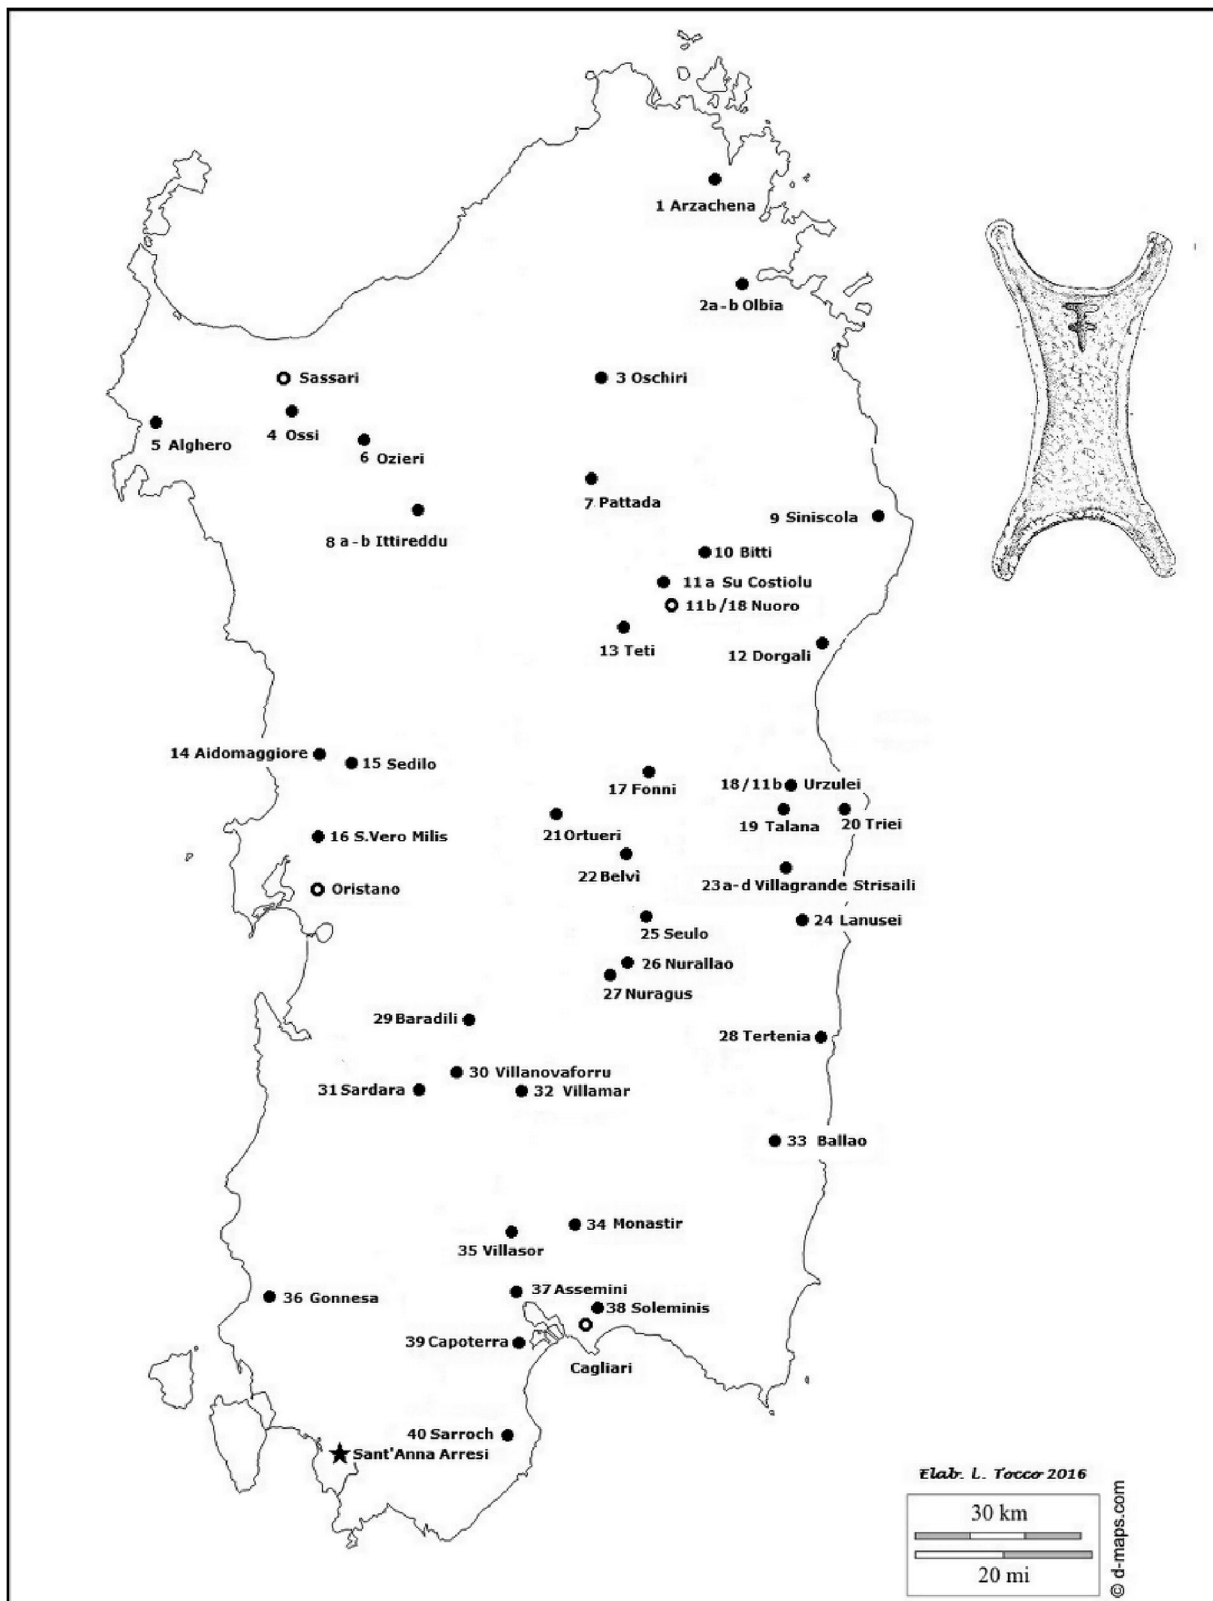 1 Arzachena
2a-b Olbia
Sassari
3 Oschiri
4 Ossi
5 Alghero
6 Ozieri
7 Pattada
8 a-b Ittireddu
9 Siniscola
10 Bitti
11a Su Costiolu
11b/18 Nuoro
13 Teti
12 Dorgali
14 Aidomaggiore
15 Sedilo
17 Fonni
18/11b Urzulei
19 Talana
20 Triei
16 S.Vero Milis
21 Ortueri
22 Belvì
23a-d Villagrande Strisaili
Oristano
24 Lanusei
25 Seulo
26 Nurallao
27 Nuragus
29 Baradili
28 Tertenia
30 Villanovaforru
31 Sardara
32 Villamar
33 Ballao
34 Monastir
35 Villasor
37 Assemini
36 Gonnesa
38 Soleminis
39 Capoterra
Cagliari
40 Sarroch
Sant'Anna Arresi
Elab. L. Tocco 2016
30 km
20 mi
© d-maps.com